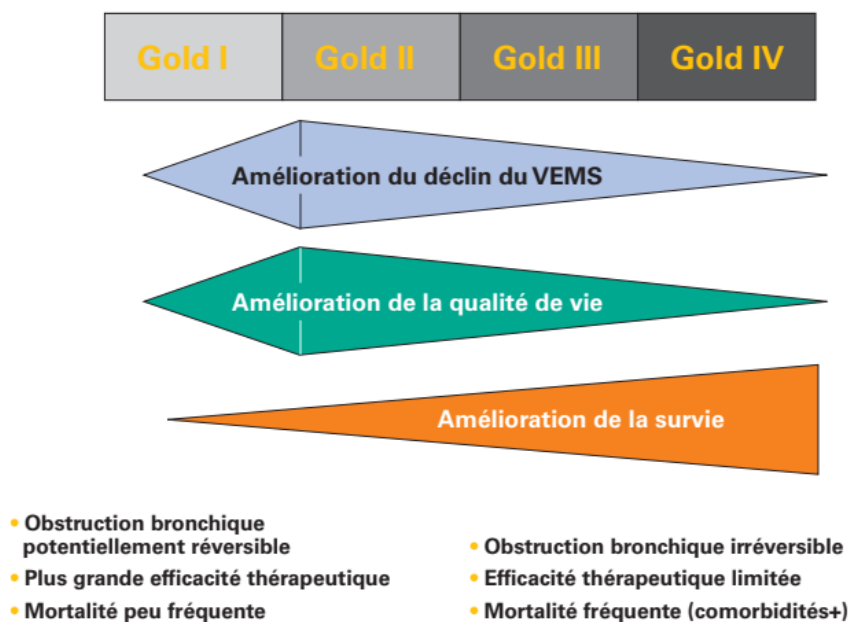 Gold I Gold II Gold III Gold IV
Amélioration du déclin du VEMS
Amélioration de la qualité de vie
Amélioration de la survie
• Obstruction bronchique
potentiellement réversible
• Plus grande efficacité thérapeutique
• Mortalité peu fréquente
• Obstruction bronchique irréversible
• Efficacité thérapeutique limitée
• Mortalité fréquente (comorbidités+)